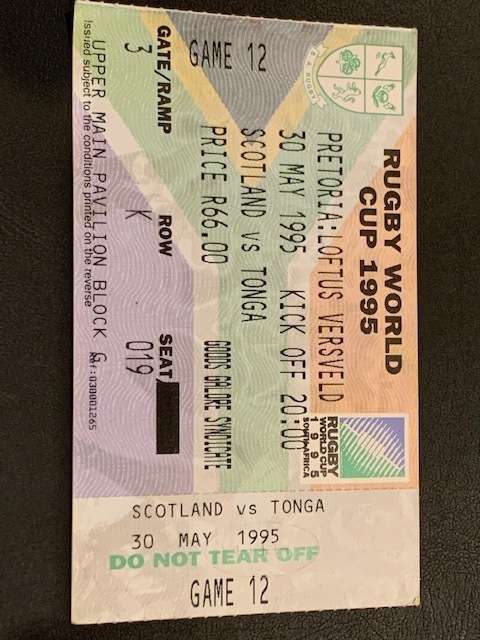 RUGBY WORLD
CUP 1995
S.A. RUGBY
RUGBY
WORLD CUP
1995
SOUTH AFRICA
PRETORIA:LOFTUS VERSVELD
30 MAY 1995 KICK OFF 20:00
SCOTLAND vs TONGA
PRICE R66.00
GOODS GALORE SYNDICATE
GAME 12
GATE/RAMP
3
ROW
K
SEAT/
019
UPPER MAIN PAVILION BLOCK G
Ref:030001265
Issued subject to the conditions printed on the reverse
SCOTLAND vs TONGA
30 MAY 1995
DO NOT TEAR OFF
GAME 12